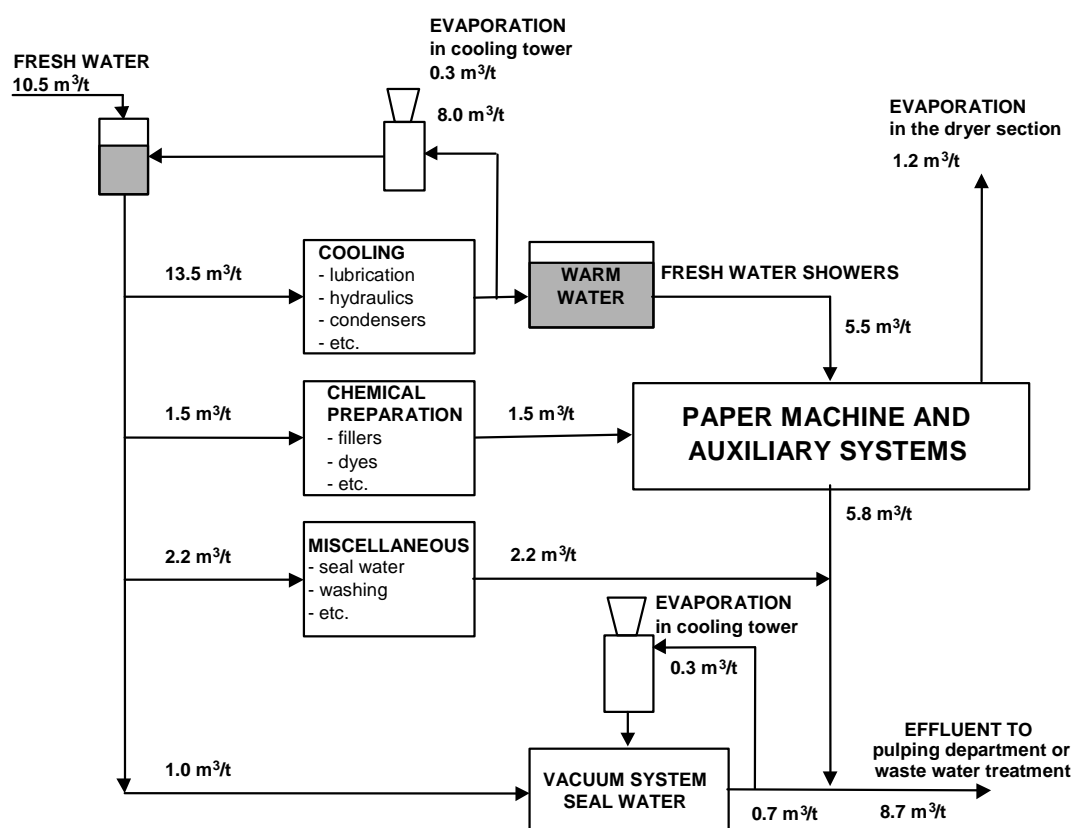 EVAPORATION
in cooling tower
0.3 m³/t
8.0 m³/t
FRESH WATER
10.5 m³/t
EVAPORATION
in the dryer section
1.2 m³/t
13.5 m³/t
COOLING
- lubrication
- hydraulics
- condensers
- etc.
WARM
WATER
FRESH WATER SHOWERS
5.5 m³/t
1.5 m³/t
CHEMICAL
PREPARATION
- fillers
- dyes
- etc.
1.5 m³/t
PAPER MACHINE AND
AUXILIARY SYSTEMS
5.8 m³/t
2.2 m³/t
MISCELLANEOUS
- seal water
- washing
- etc.
2.2 m³/t
EVAPORATION
in cooling tower
0.3 m³/t
1.0 m³/t
VACUUM SYSTEM
SEAL WATER
0.7 m³/t
EFFLUENT TO
pulping department or
waste water treatment
8.7 m³/t